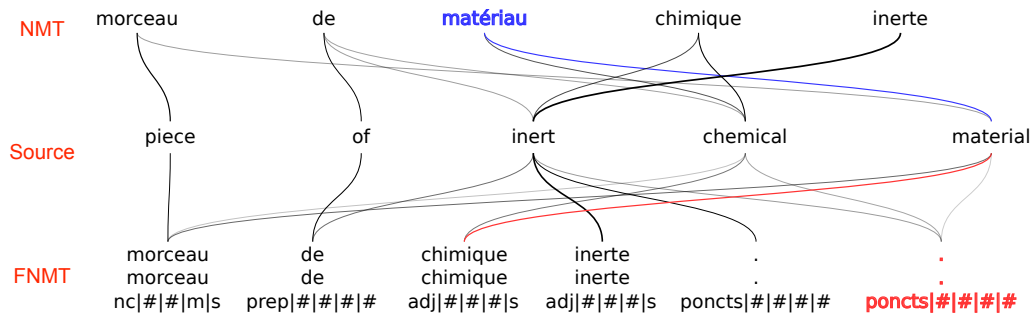 NMT morceau de matériau chimique inerte
Source piece of inert chemical material
morceau de chimique inerte . .
FNMT morceau de chimique inerte . .
nc|#|#|m|s prep|#|#|#|# adj|#|#|#|s adj|#|#|#|s poncts|#|#|#|# poncts|#|#|#|#